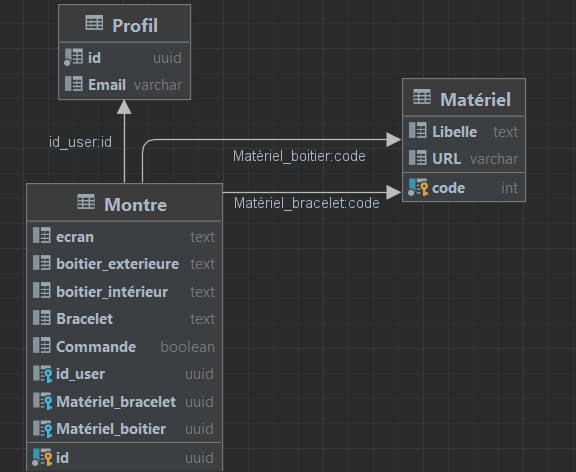 Profil
id uuid
Email varchar
id_user:id
Matériel
Libelle text
URL varchar
code int
Matériel_boitier:code
Matériel_bracelet:code
Montre
ecran text
boitier_exterieure text
boitier_intérieur text
Bracelet text
Commande boolean
id_user uuid
Matériel_bracelet uuid
Matériel_boitier uuid
id uuid